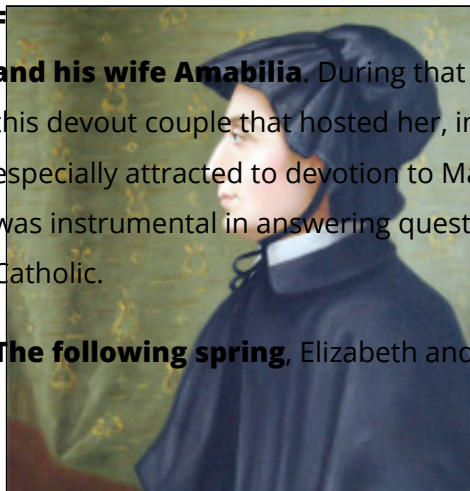 and his wife Amabilia. During that
this devout couple that hosted her, in
especially attracted to devotion to Ma
was instrumental in answering quest
Catholic.
The following spring, Elizabeth and